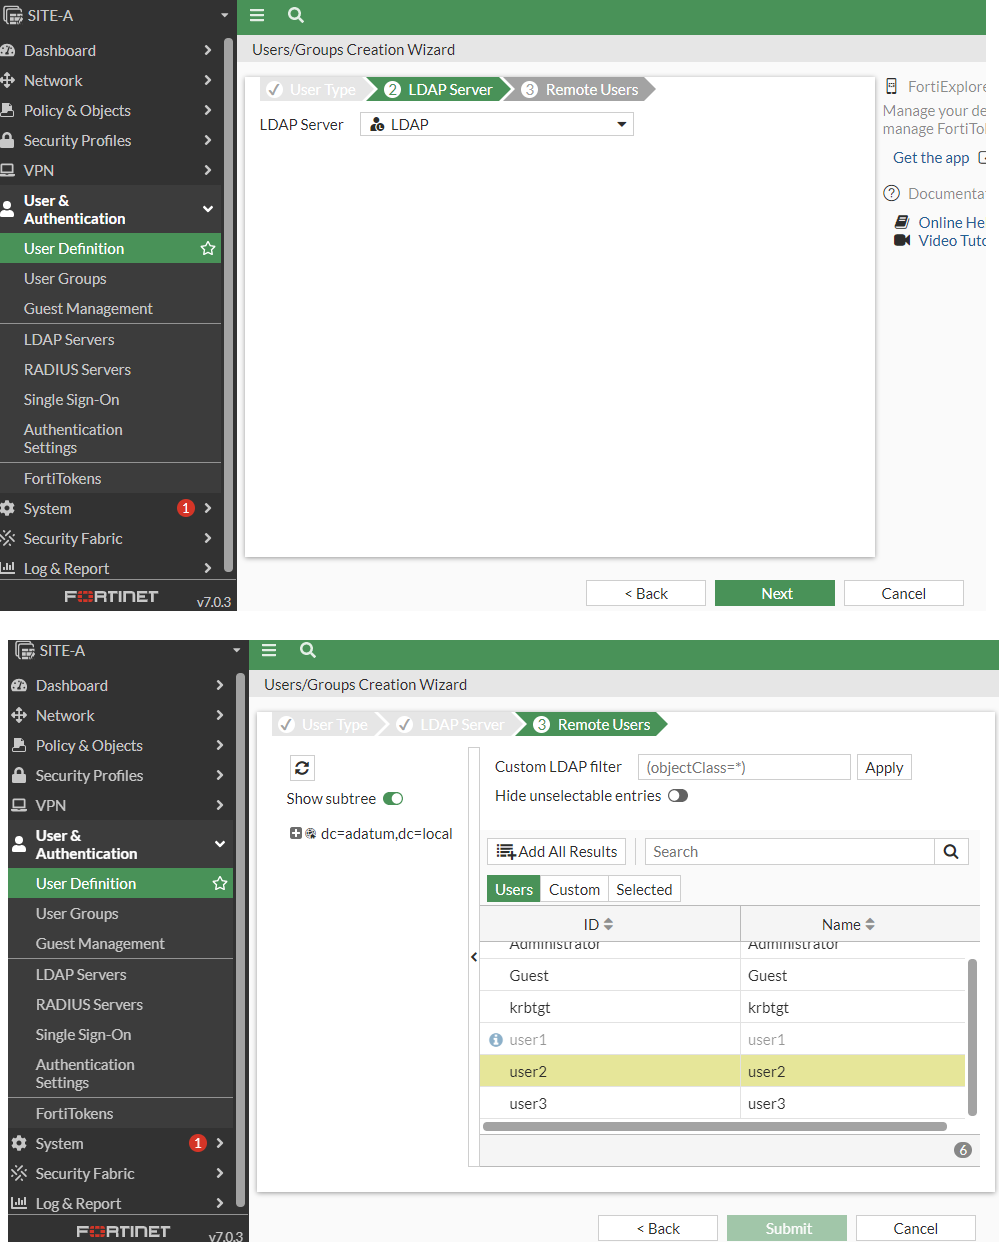 SITE-A
Users/Groups Creation Wizard
Dashboard
Network
Policy & Objects
Security Profiles
VPN
User &
Authentication
User Definition
User Groups
Guest Management
LDAP Servers
RADIUS Servers
Single Sign-On
Authentication
Settings
FortiTokens
System 1
Security Fabric
Log & Report
FORTINET v7.0.3
User Type 2 LDAP Server 3 Remote Users
LDAP Server LDAP
FortiExplore
Manage your de
manage FortiTo
Get the app
Documenta
Online He
Video Tuto
< Back Next Cancel
SITE-A
Users/Groups Creation Wizard
Dashboard
Network
Policy & Objects
Security Profiles
VPN
User &
Authentication
User Definition
User Groups
Guest Management
LDAP Servers
RADIUS Servers
Single Sign-On
Authentication
Settings
FortiTokens
System 1
Security Fabric
Log & Report
FORTINET v7.0.3
User Type LDAP Server 3 Remote Users
Show subtree
dc=adatum,dc=local
Custom LDAP filter (objectClass=*) Apply
Hide unselectable entries
Add All Results Search
Users Custom Selected
ID Name
Administrator Administrator
Guest Guest
krbtgt krbtgt
user1 user1
user2 user2
user3 user3
6
< Back Submit Cancel